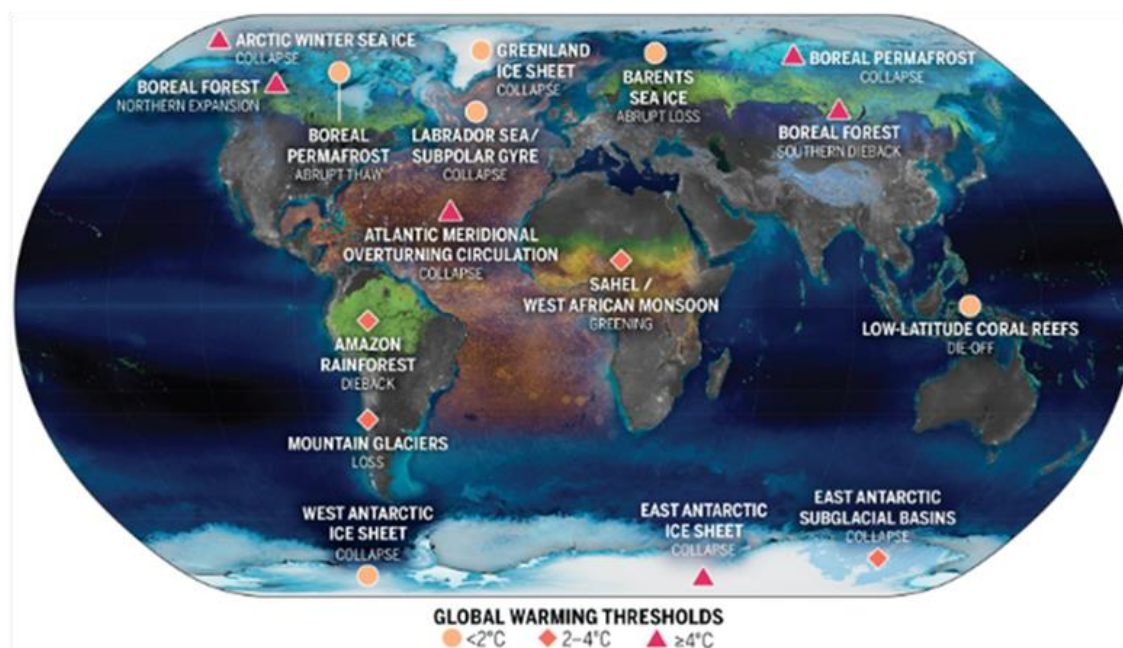 ARCTIC WINTER SEA ICE
COLLAPSE
GREENLAND
ICE SHEET
COLLAPSE
BARENTS
SEA ICE
ABRUPT LOSS
BOREAL PERMAFROST
COLLAPSE
BOREAL FOREST
NORTHERN EXPANSION
BOREAL
PERMAFROST
ABRUPT THAW
LABRADOR SEA/
SUBPOLAR GYRE
COLLAPSE
BOREAL FOREST
SOUTHERN DIEBACK
ATLANTIC MERIDIONAL
OVERTURNING CIRCULATION
COLLAPSE
SAHEL /
WEST AFRICAN MONSOON
GREENING
LOW-LATITUDE CORAL REEFS
DIE-OFF
AMAZON
RAINFOREST
DIEBACK
MOUNTAIN GLACIERS
LOSS
WEST ANTARCTIC
ICE SHEET
COLLAPSE
EAST ANTARCTIC
ICE SHEET
COLLAPSE
EAST ANTARCTIC
SUBGLACIAL BASINS
COLLAPSE
GLOBAL WARMING THRESHOLDS
<2°C 2–4°C ≥4°C